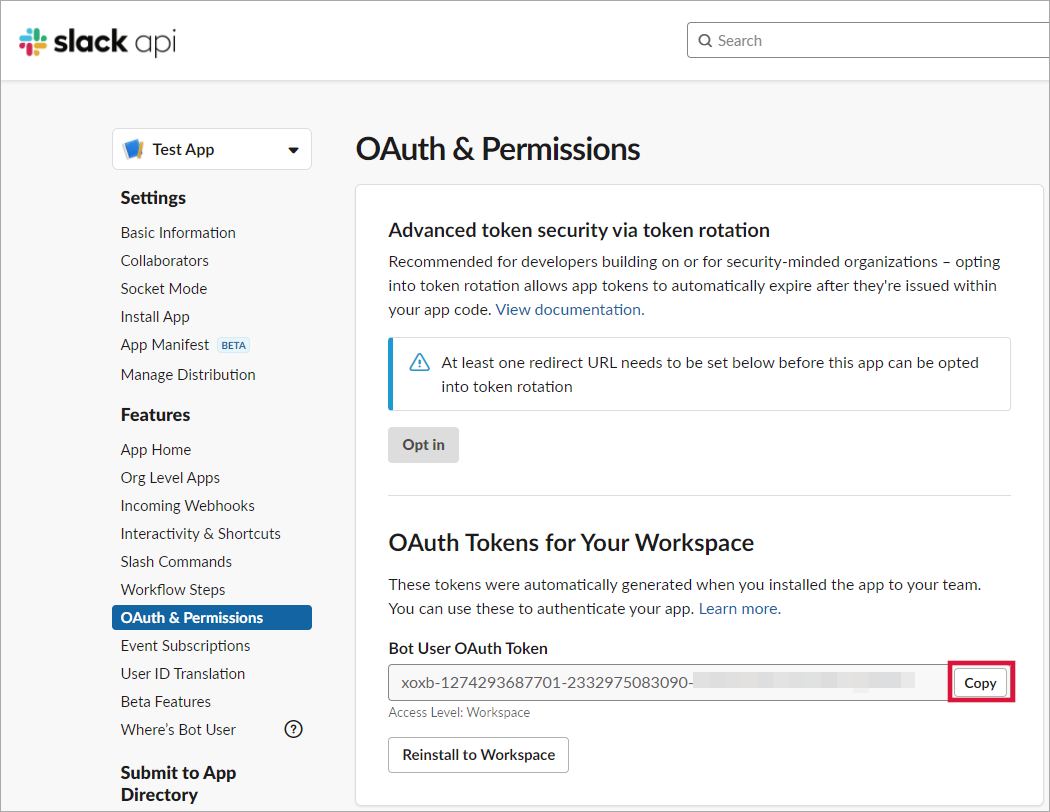 slack api
Search
Test App
Settings
Basic Information
Collaborators
Socket Mode
Install App
App Manifest BETA
Manage Distribution
Features
App Home
Org Level Apps
Incoming Webhooks
Interactivity & Shortcuts
Slash Commands
Workflow Steps
OAuth & Permissions
Event Subscriptions
User ID Translation
Beta Features
Where's Bot User ?
Submit to App
Directory
OAuth & Permissions
Advanced token security via token rotation
Recommended for developers building on or for security-minded organizations – opting
into token rotation allows app tokens to automatically expire after they're issued within
your app code. View documentation.
At least one redirect URL needs to be set below before this app can be opted
into token rotation
Opt in
OAuth Tokens for Your Workspace
These tokens were automatically generated when you installed the app to your team.
You can use these to authenticate your app. Learn more.
Bot User OAuth Token
xoxb-1274293687701-2332975083090-
Copy
Access Level: Workspace
Reinstall to Workspace